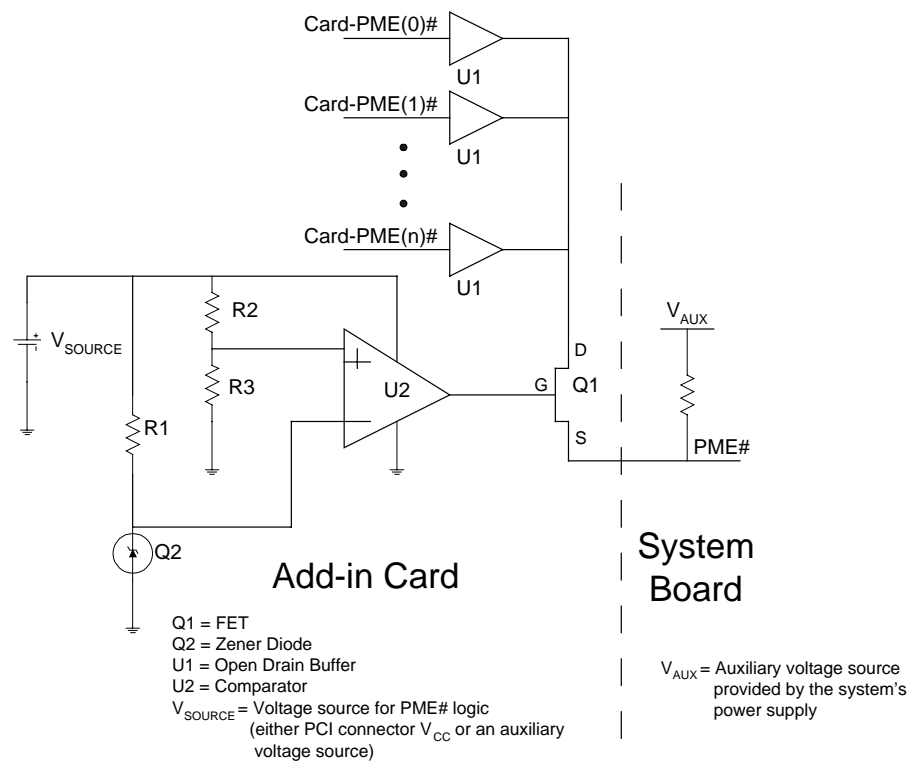 Card-PME(0)#
U1
Card-PME(1)#
U1
Card-PME(n)#
U1
R2
VSOURCE
+
-
R3
R1
U2
G
D
Q1
S
VAUX
PME#
Q2
Add-in Card
System
Board
Q1 = FET
Q2 = Zener Diode
U1 = Open Drain Buffer
U2 = Comparator
VSOURCE = Voltage source for PME# logic
(either PCI connector VCC or an auxiliary
voltage source)
VAUX = Auxiliary voltage source
provided by the system's
power supply